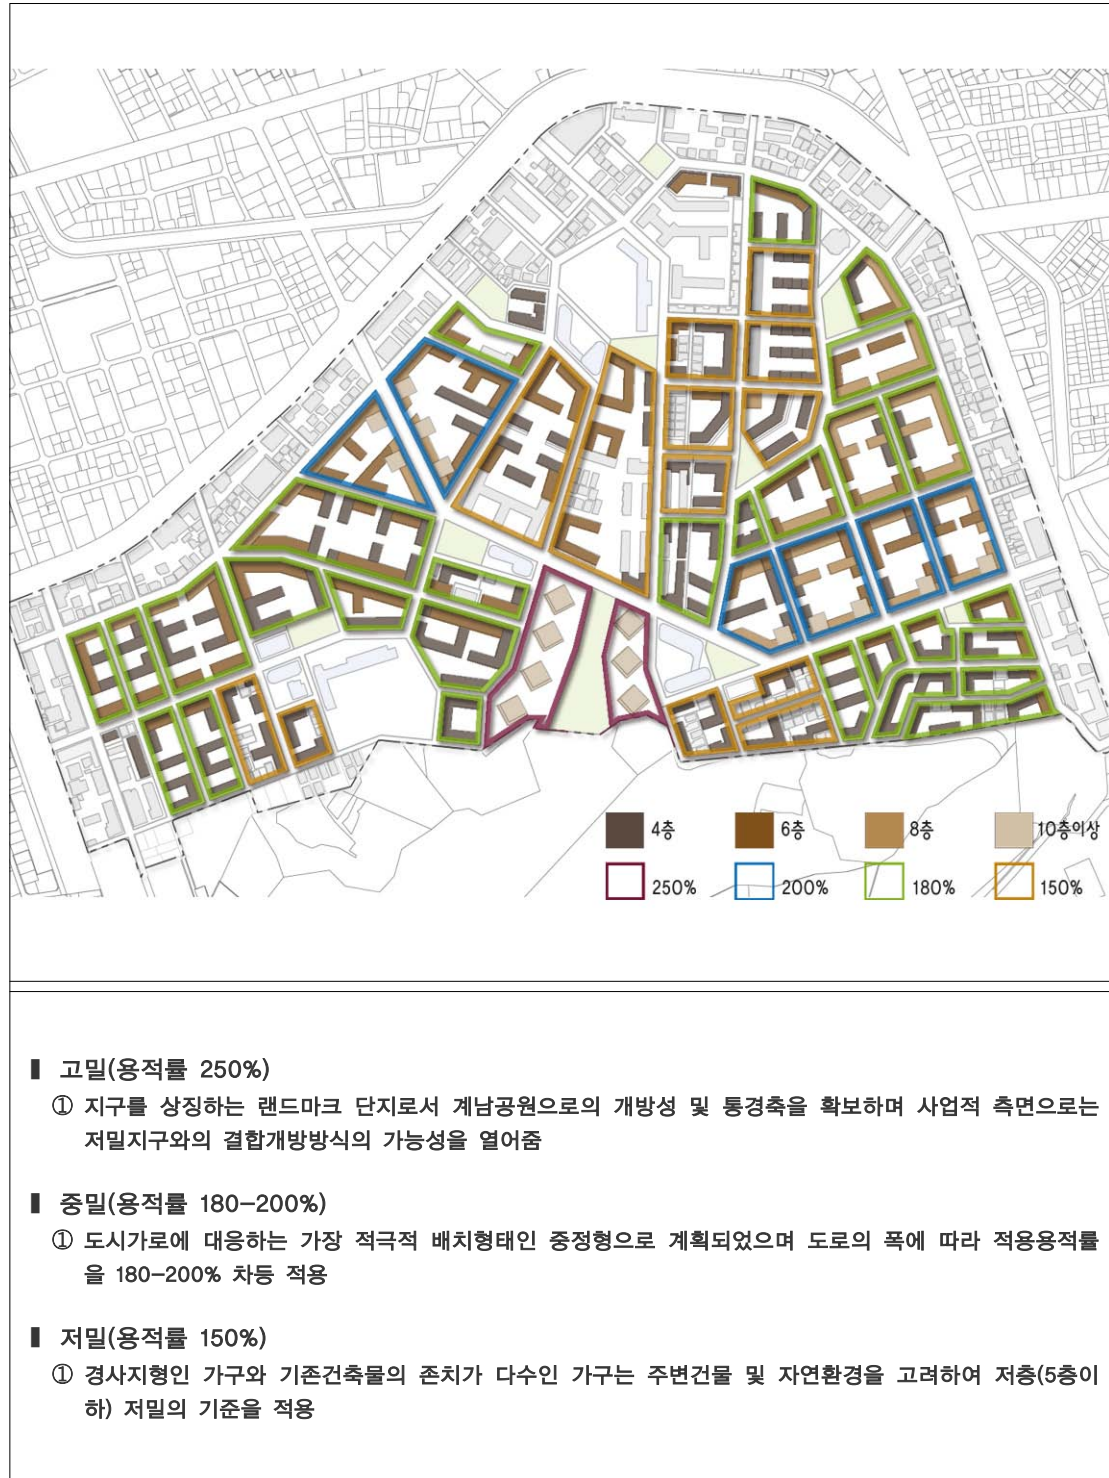 4층 6층 8층 10층이상
250% 200% 180% 150%
▌ 고밀(용적률 250%)
① 지구를 상징하는 랜드마크 단지로서 계남공원으로의 개방성 및 통경축을 확보하며 사업적 측면으로는
저밀지구와의 결합개방방식의 가능성을 열어줌
▌ 중밀(용적률 180-200%)
① 도시가로에 대응하는 가장 적극적 배치형태인 중정형으로 계획되었으며 도로의 폭에 따라 적용용적률
을 180-200% 차등 적용
▌ 저밀(용적률 150%)
① 경사지형인 가구와 기존건축물의 존치가 다수인 가구는 주변건물 및 자연환경을 고려하여 저층(5층이
하) 저밀의 기준을 적용